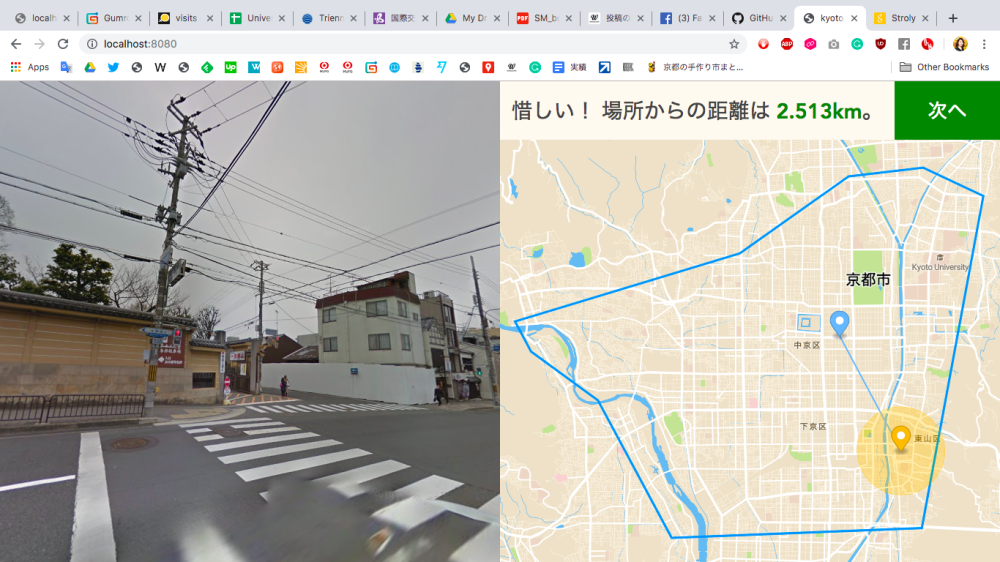 localh
Gumm
visits
Univer
Trienn
国際交
My Dr
SM_bo
投稿の
(3) Fa
GitHu
kyoto
Stroly
localhost:8080
Apps
実績
京都の手作り市まと...
Other Bookmarks
惜しい！ 場所からの距離は 2.513km。
次へ
京都市
Kyoto University
中京区
下京区
東山区